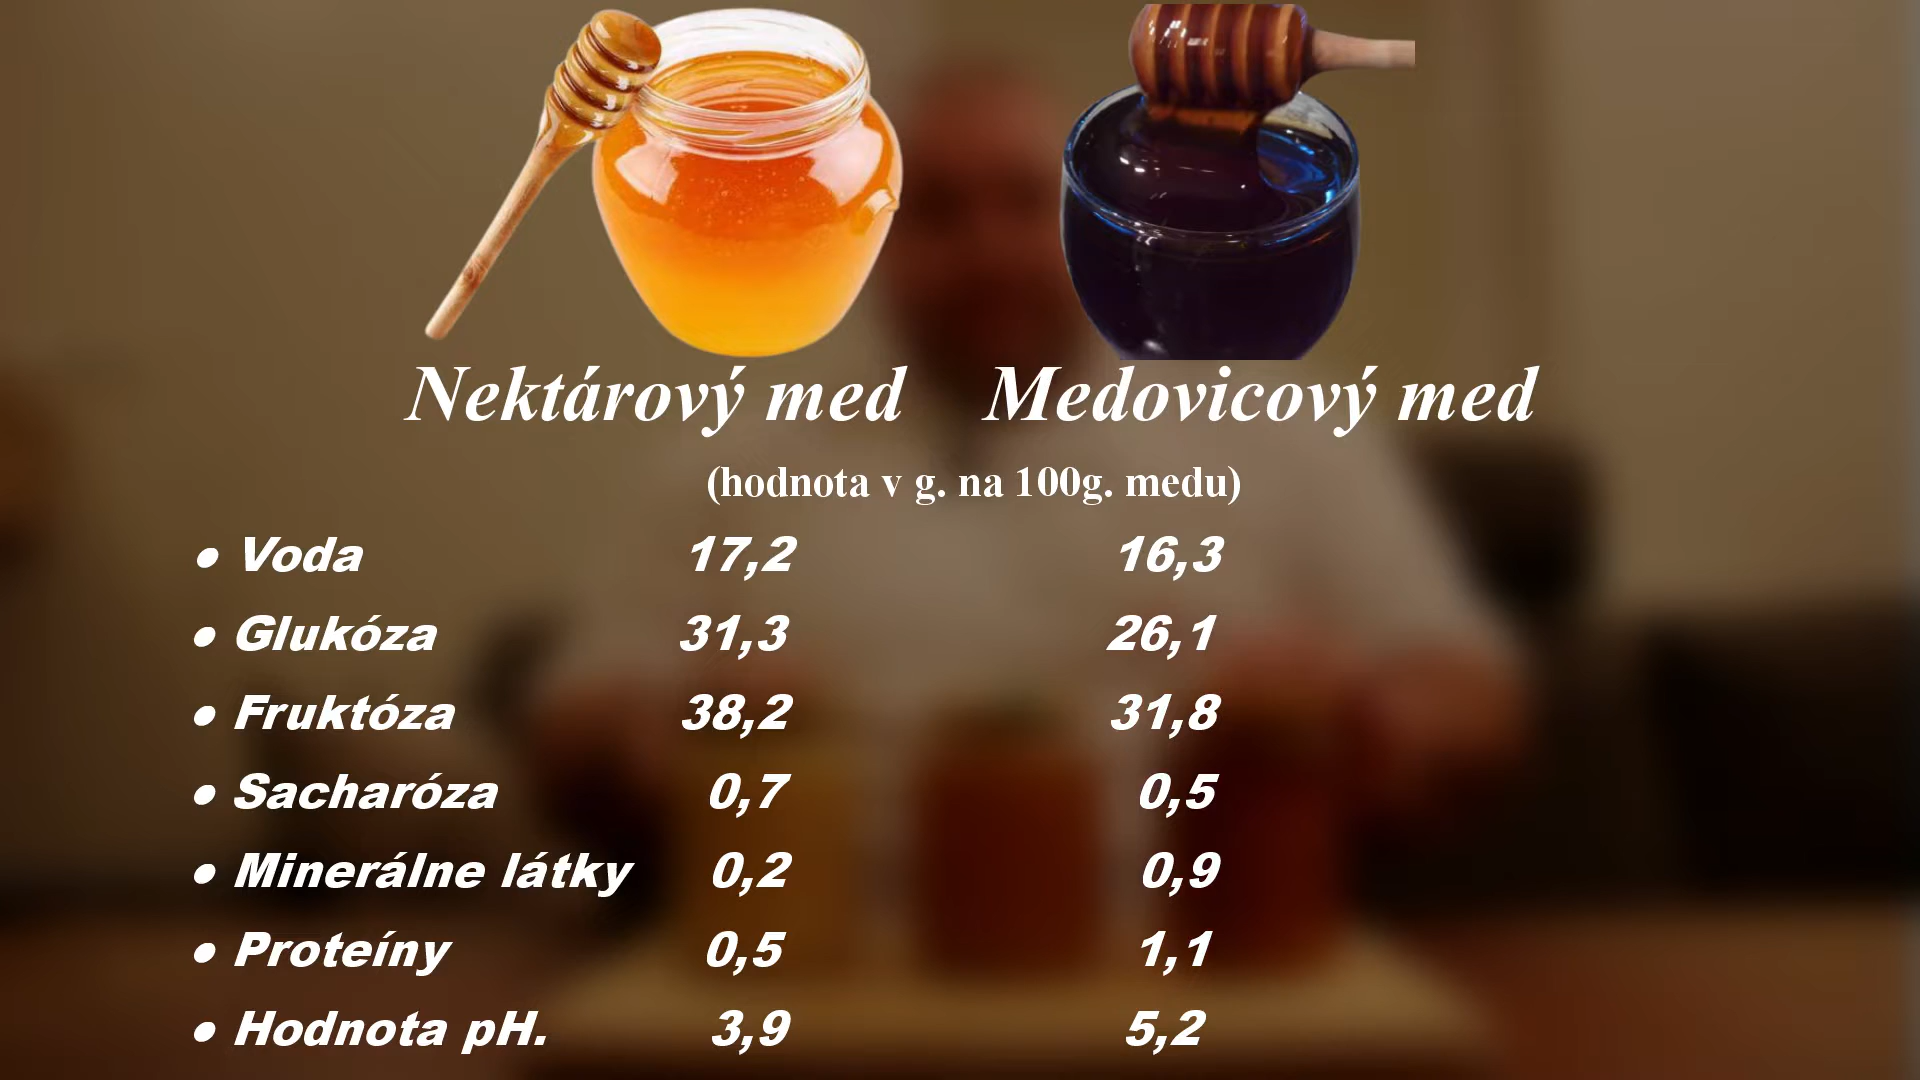 Nektárový med Medovicový med
(hodnota v g. na 100g. medu)
• Voda 17,2 16,3
• Glukóza 31,3 26,1
• Fruktóza 38,2 31,8
• Sacharóza 0,7 0,5
• Minerálne látky 0,2 0,9
• Proteíny 0,5 1,1
• Hodnota pH. 3,9 5,2